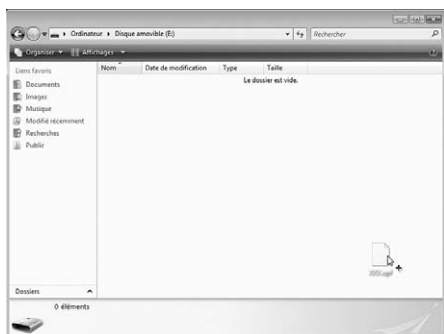 Ordinateur Disque amovible (E:)
Rechercher
Organiser Affichages
Liens favoris
Nom Date de modification Type Taille
Le dossier est vide.
Documents
Images
Musique
Modifié récemment
Recherches
Public
Dossiers
0 éléments